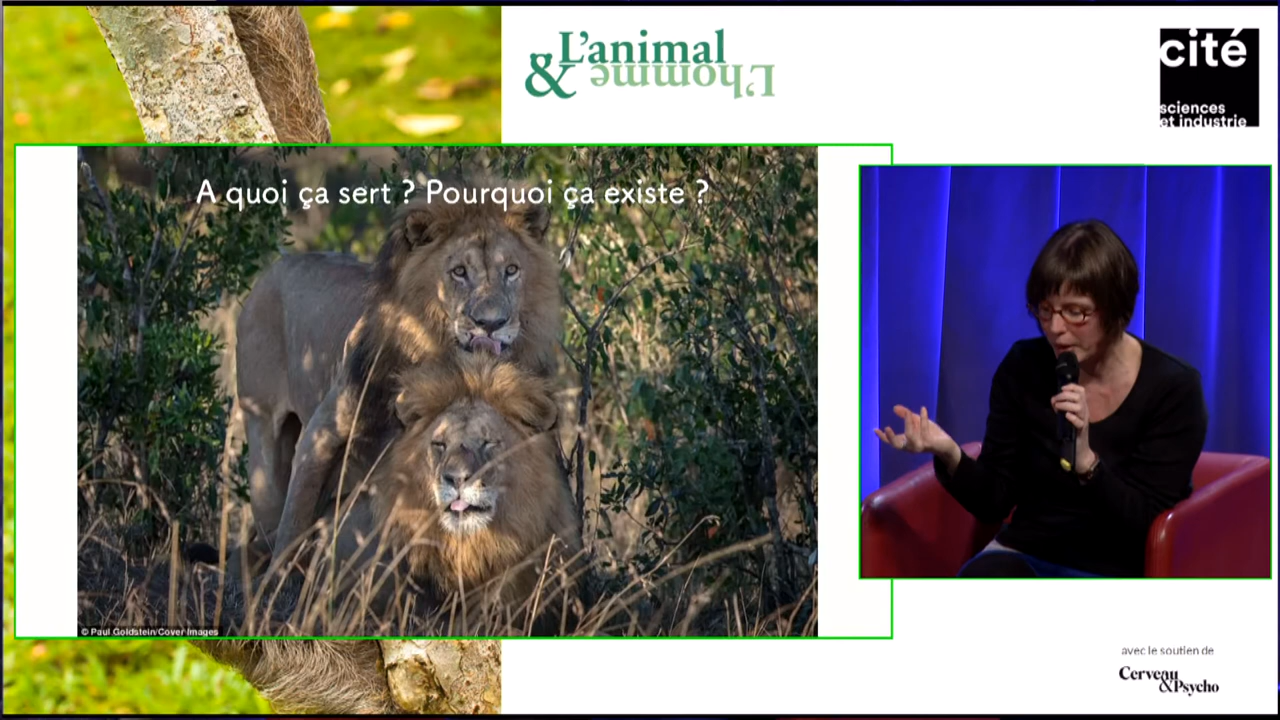 L'animal
& L'homme
cité
sciences
et industrie
A quoi ça sert ? Pourquoi ça existe ?
© Paul Goldstein/Cover Images
avec le soutien de
Cerveau
&Psycho